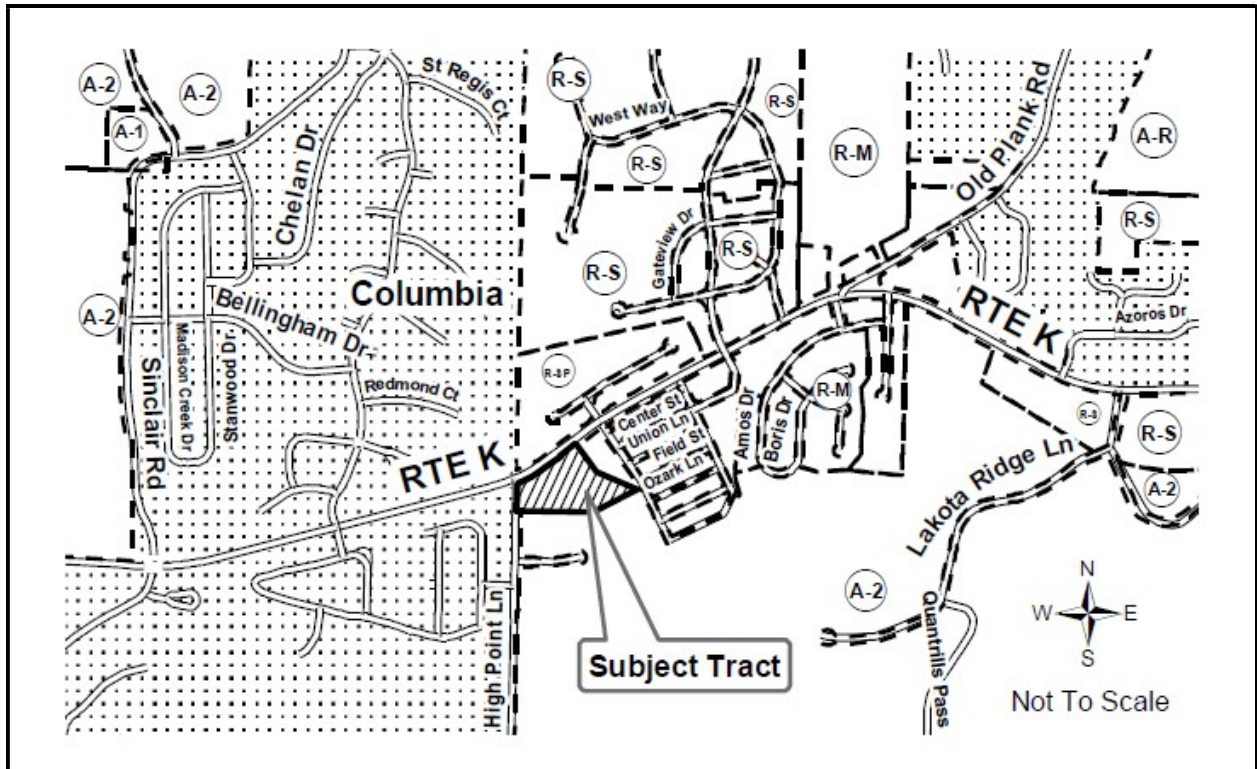 St Regis Ct
R-S
A-2
A-2
R-S
A-1
West Way
Old Plank Rd
A-R
R-M
R-S
Chelan Dr
R-S
Gateview Dr
R-S
R-S
Columbia
RTE K
A-2
Bellingham Dr
Azoros Dr
Madison Creek Dr
Stanwood Dr
Sinclair Rd
Redmond Ct
R-M
Center St
Union Ln
Field St
Ozark Ln
Amos Dr
Boris Dr
R-S
RTE K
Lakota Ridge Ln
A-2
A-2
Quantrills Pass
High Point Ln
Subject Tract
N
W
E
S
Not To Scale